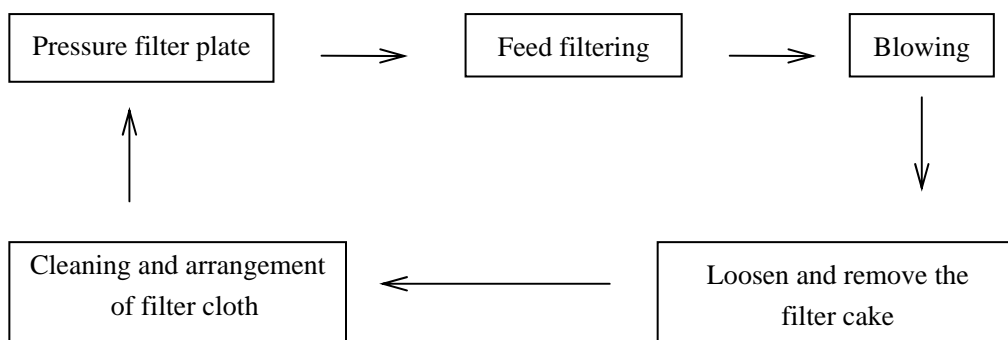 Pressure filter plate
Feed filtering
Blowing
Cleaning and arrangement
of filter cloth
Loosen and remove the
filter cake